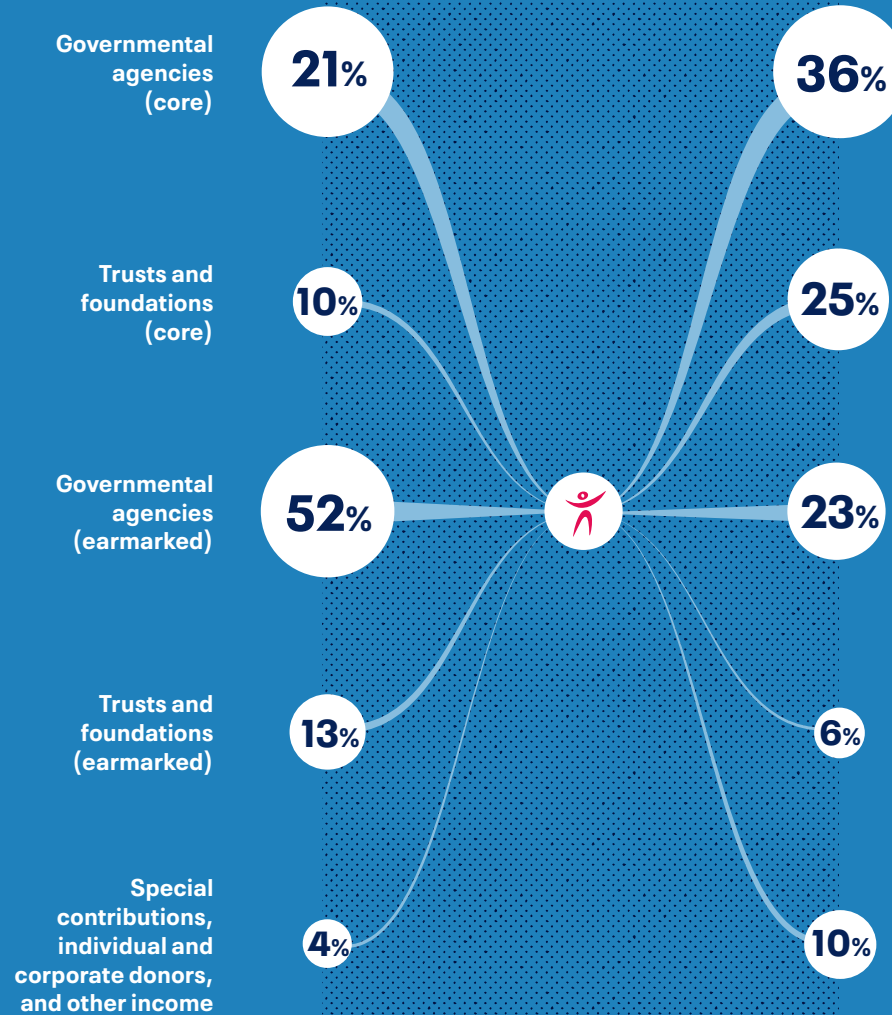 Governmental
agencies
(core)
21%
36%
Trusts and
foundations
(core)
10%
25%
Governmental
agencies
(earmarked)
52%
23%
Trusts and
foundations
(earmarked)
13%
6%
Special
contributions,
individual and
corporate donors,
and other income
4%
10%